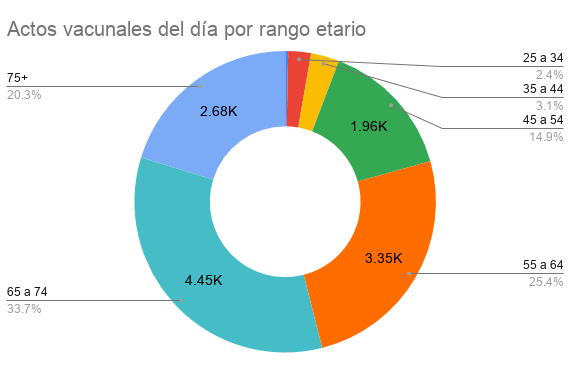 Actos vacunales del día por rango etario
75+
20.3%
25 a 34
2.4%
35 a 44
3.1%
45 a 54
14.9%
2.68K
1.96K
55 a 64
25.4%
3.35K
4.45K
65 a 74
33.7%